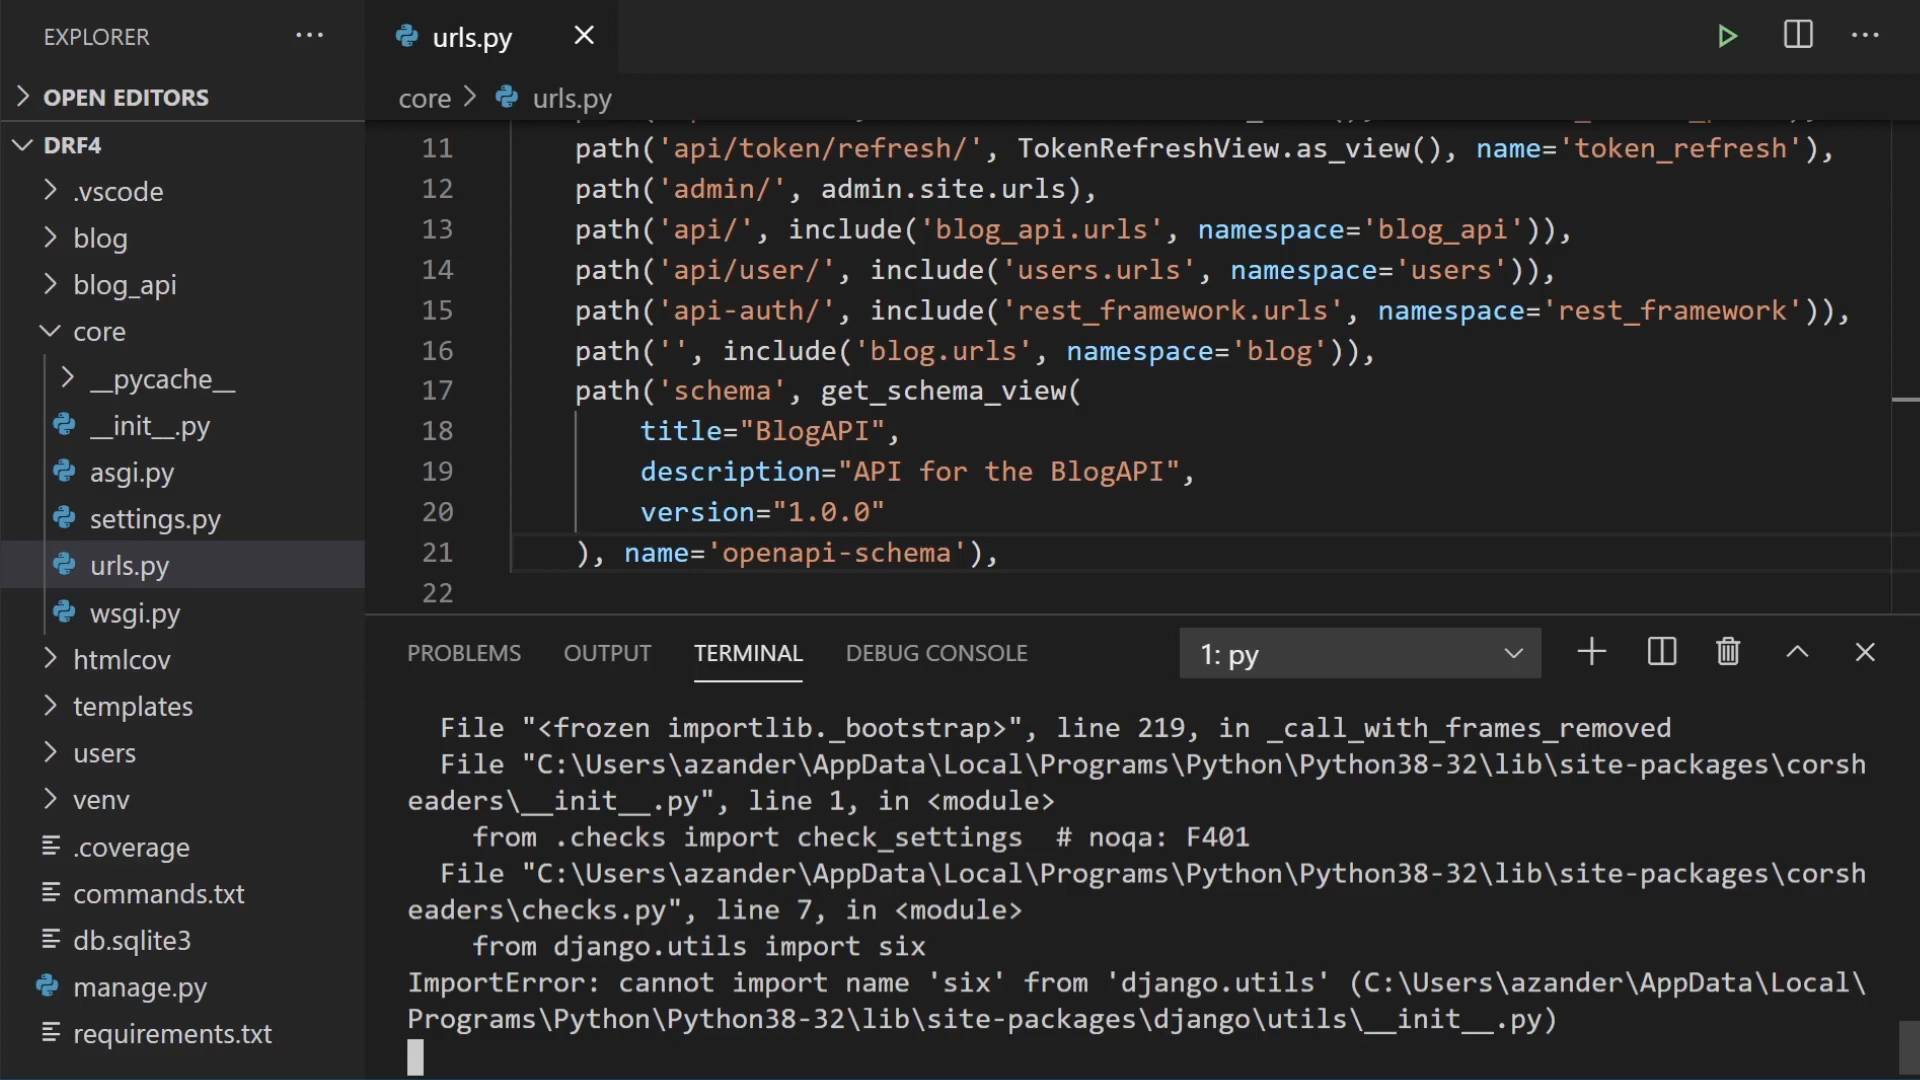 EXPLORER
urls.py
OPEN EDITORS
core > urls.py
DRF4
.vscode
blog
blog_api
core
__pycache__
__init__.py
asgi.py
settings.py
urls.py
wsgi.py
htmlcov
templates
users
venv
.coverage
commands.txt
db.sqlite3
manage.py
requirements.txt
11 path('api/token/refresh/', TokenRefreshView.as_view(), name='token_refresh'),
12 path('admin/', admin.site.urls),
13 path('api/', include('blog_api.urls', namespace='blog_api')),
14 path('api/user/', include('users.urls', namespace='users')),
15 path('api-auth/', include('rest_framework.urls', namespace='rest_framework')),
16 path('', include('blog.urls', namespace='blog')),
17 path('schema', get_schema_view(
18 title="BlogAPI",
19 description="API for the BlogAPI",
20 version="1.0.0"
21 ), name='openapi-schema'),
22
PROBLEMS OUTPUT TERMINAL DEBUG CONSOLE 1: py
File "<frozen importlib._bootstrap>", line 219, in _call_with_frames_removed
File "C:\Users\azander\AppData\Local\Programs\Python\Python38-32\lib\site-packages\corsh
eaders\__init__.py", line 1, in <module>
from .checks import check_settings  # noqa: F401
File "C:\Users\azander\AppData\Local\Programs\Python\Python38-32\lib\site-packages\corsh
eaders\checks.py", line 7, in <module>
from django.utils import six
ImportError: cannot import name 'six' from 'django.utils' (C:\Users\azander\AppData\Local\
Programs\Python\Python38-32\lib\site-packages\django\utils\__init__.py)